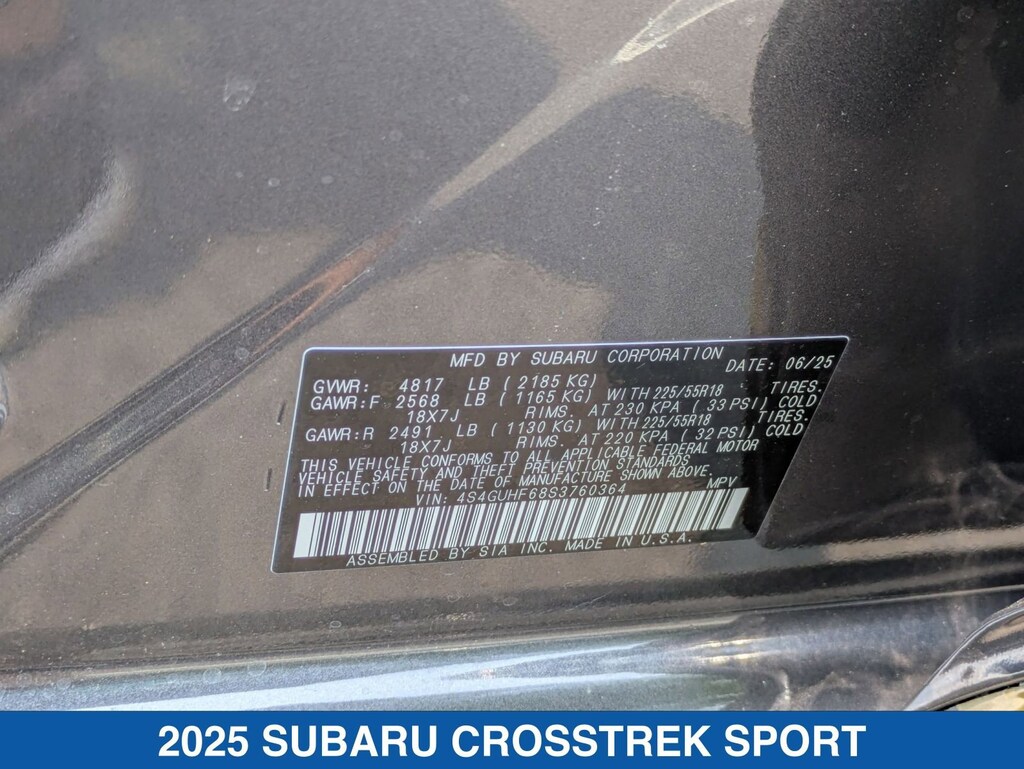 MFD BY SUBARU CORPORATION DATE: 06/25
GVWR: 4817 LB (2185 KG)
GAWR:F 2568 LB (1165 KG) WITH 225/55R18 TIRES.
18X7J RIMS. AT 230 KPA (33 PSI) COLD
GAWR:R 2491 LB (1130 KG) WITH 225/55R18 TIRES.
18X7J RIMS. AT 220 KPA (32 PSI) COLD
THIS VEHICLE CONFORMS TO ALL APPLICABLE FEDERAL MOTOR
VEHICLE SAFETY AND THEFT PREVENTION STANDARDS
IN EFFECT ON DATE OF MANUFACTURE SHOWN ABOVE.
VIN: 4S4GUHF68S3760364 MPV
ASSEMBLED BY SIA INC. MADE IN U.S.A.
2025 SUBARU CROSSTREK SPORT